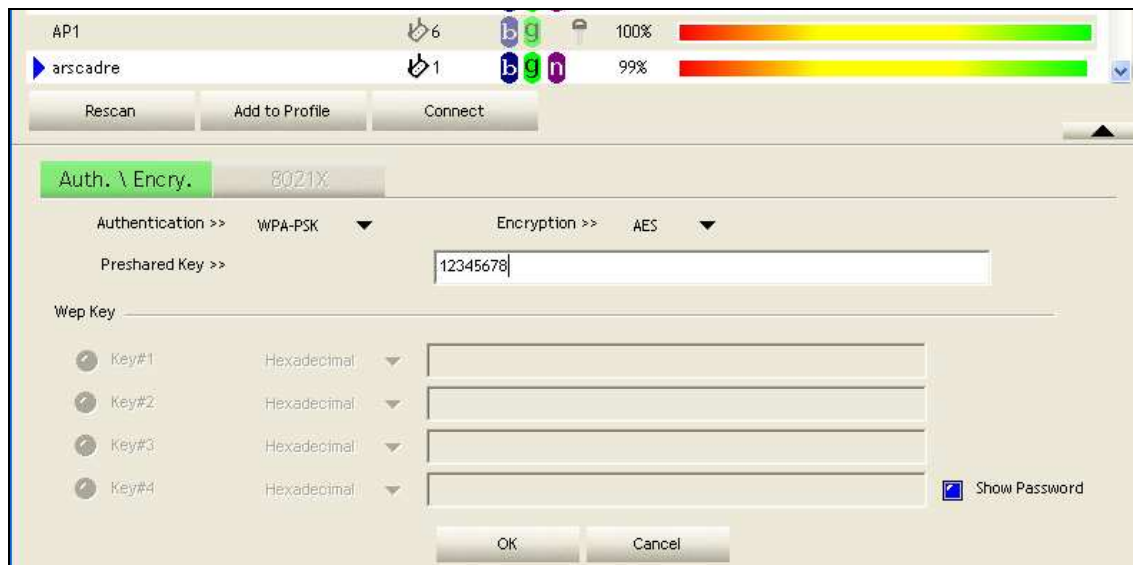 AP1 6 b g 100%
arscadre 1 b g n 99%
Rescan Add to Profile Connect
Auth. \ Encry. 8021X
Authentication >> WPA-PSK Encryption >> AES
Preshared Key >> 12345678
Wep Key
Key#1 Hexadecimal
Key#2 Hexadecimal
Key#3 Hexadecimal
Key#4 Hexadecimal Show Password
OK Cancel